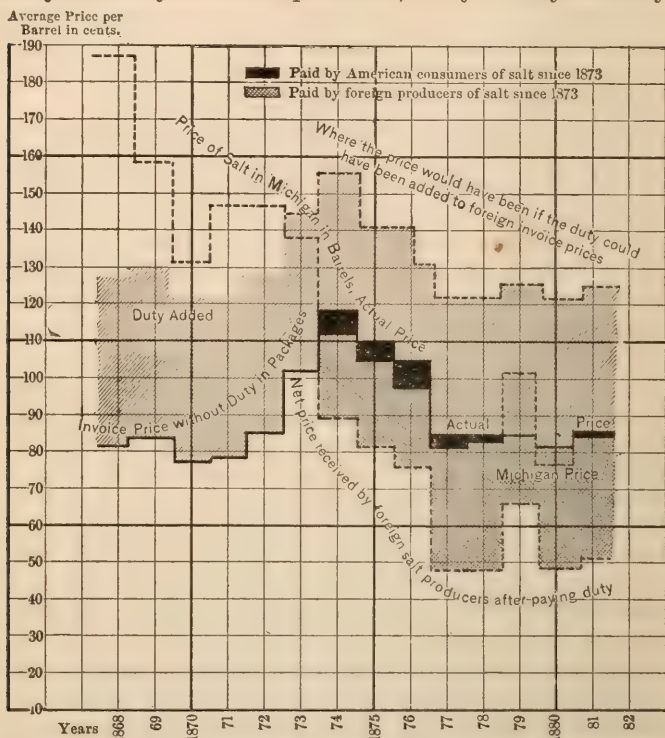 Average Price per
Barrel in cents.
190
180
170
160
150
140
130
120
110
100
90
80
70
60
50
40
30
20
10
Paid by American consumers of salt since 1873
Paid by foreign producers of salt since 1873
Price of Salt in Michigan in Barrels, Actual Price
Where the price would have been if the duty could
have been added to foreign invoice prices
Duty Added
Invoice Price without Duty in Packages
Net price received by foreign salt producers after paying duty
Actual Price
Michigan Price
Years 868 69 1870 71 72 73 74 1875 76 77 78 79 880 81 82